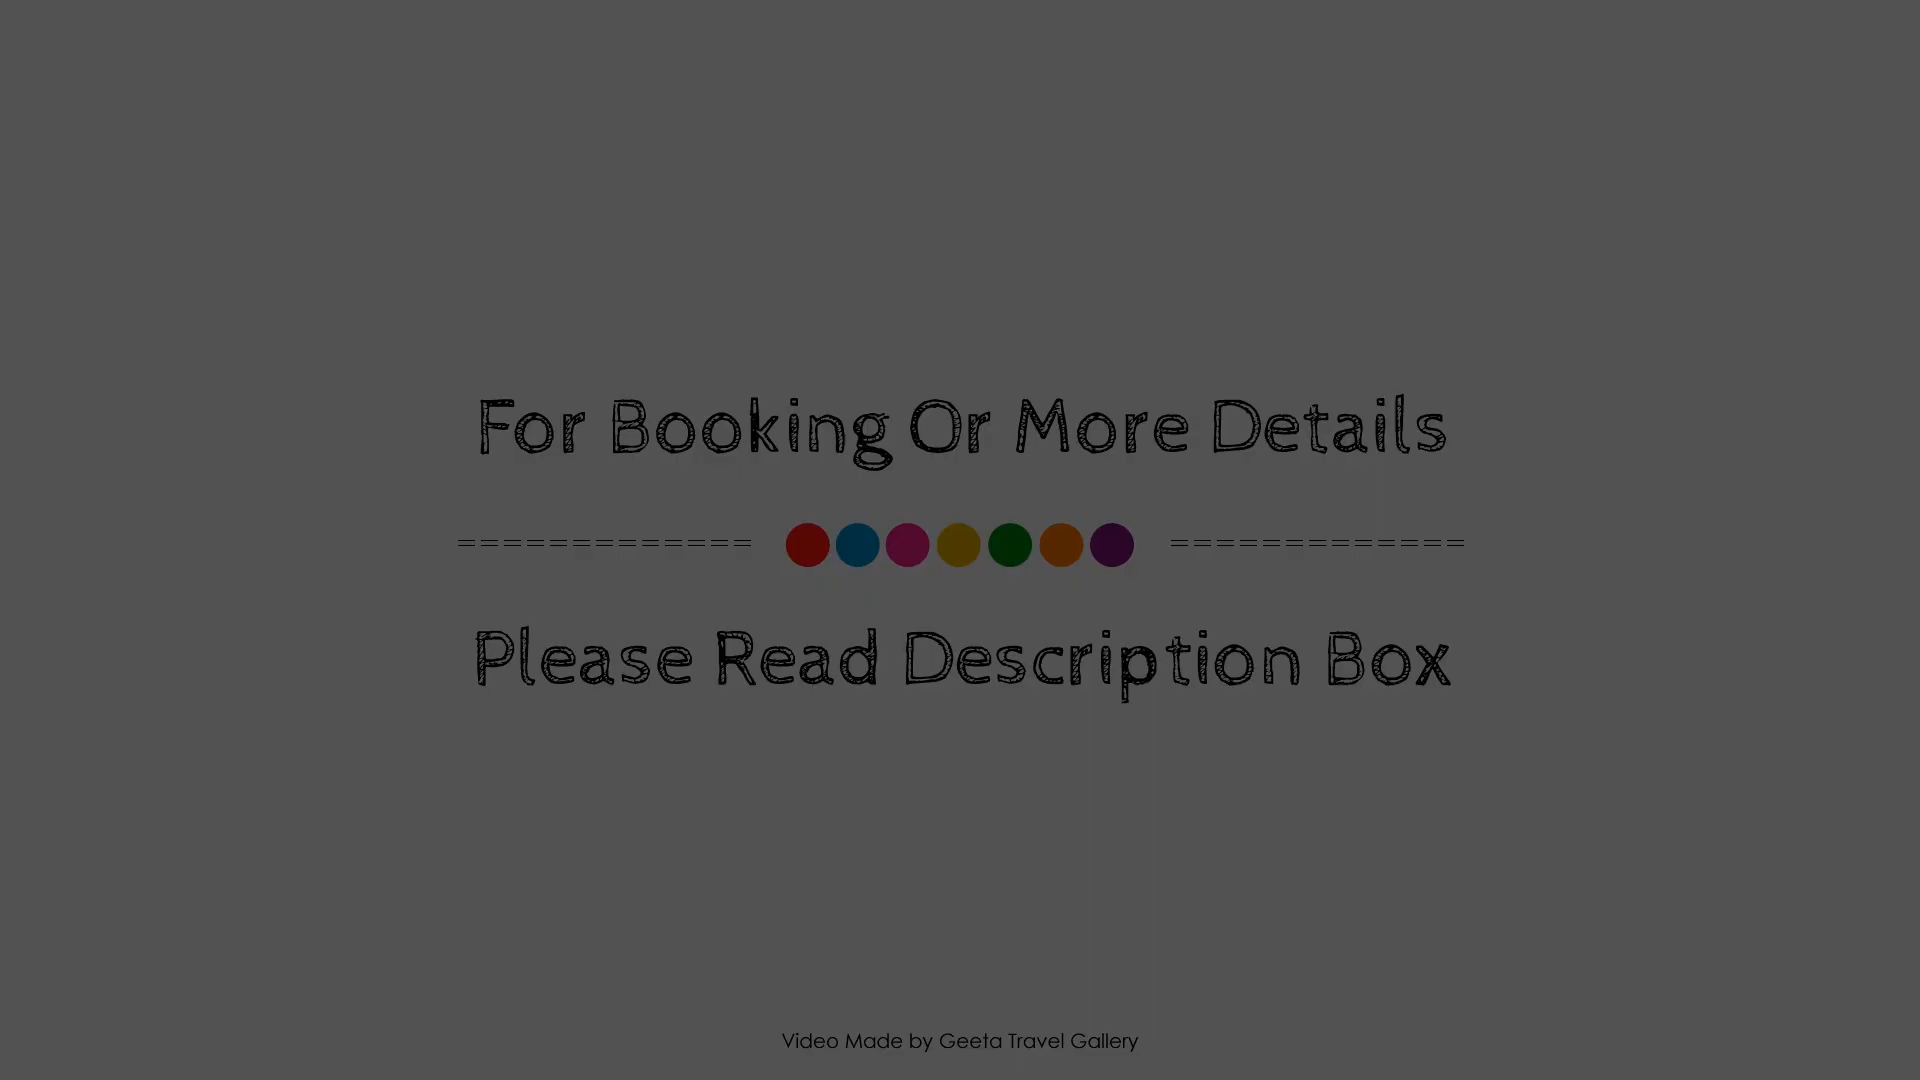 For Booking Or More Details
============= =============
Please Read Description Box
Video Made by Geeta Travel Gallery